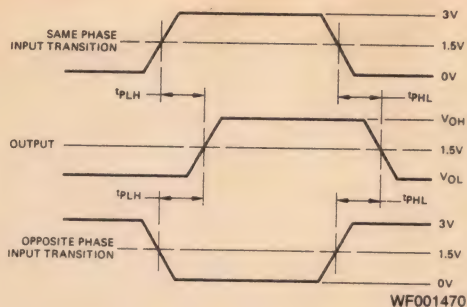 SAME PHASE
INPUT TRANSITION
3V
1.5V
0V
tPLH
tPHL
OUTPUT
VOH
1.5V
VOL
tPLH
tPHL
OPPOSITE PHASE
INPUT TRANSITION
3V
1.5V
0V
WF001470